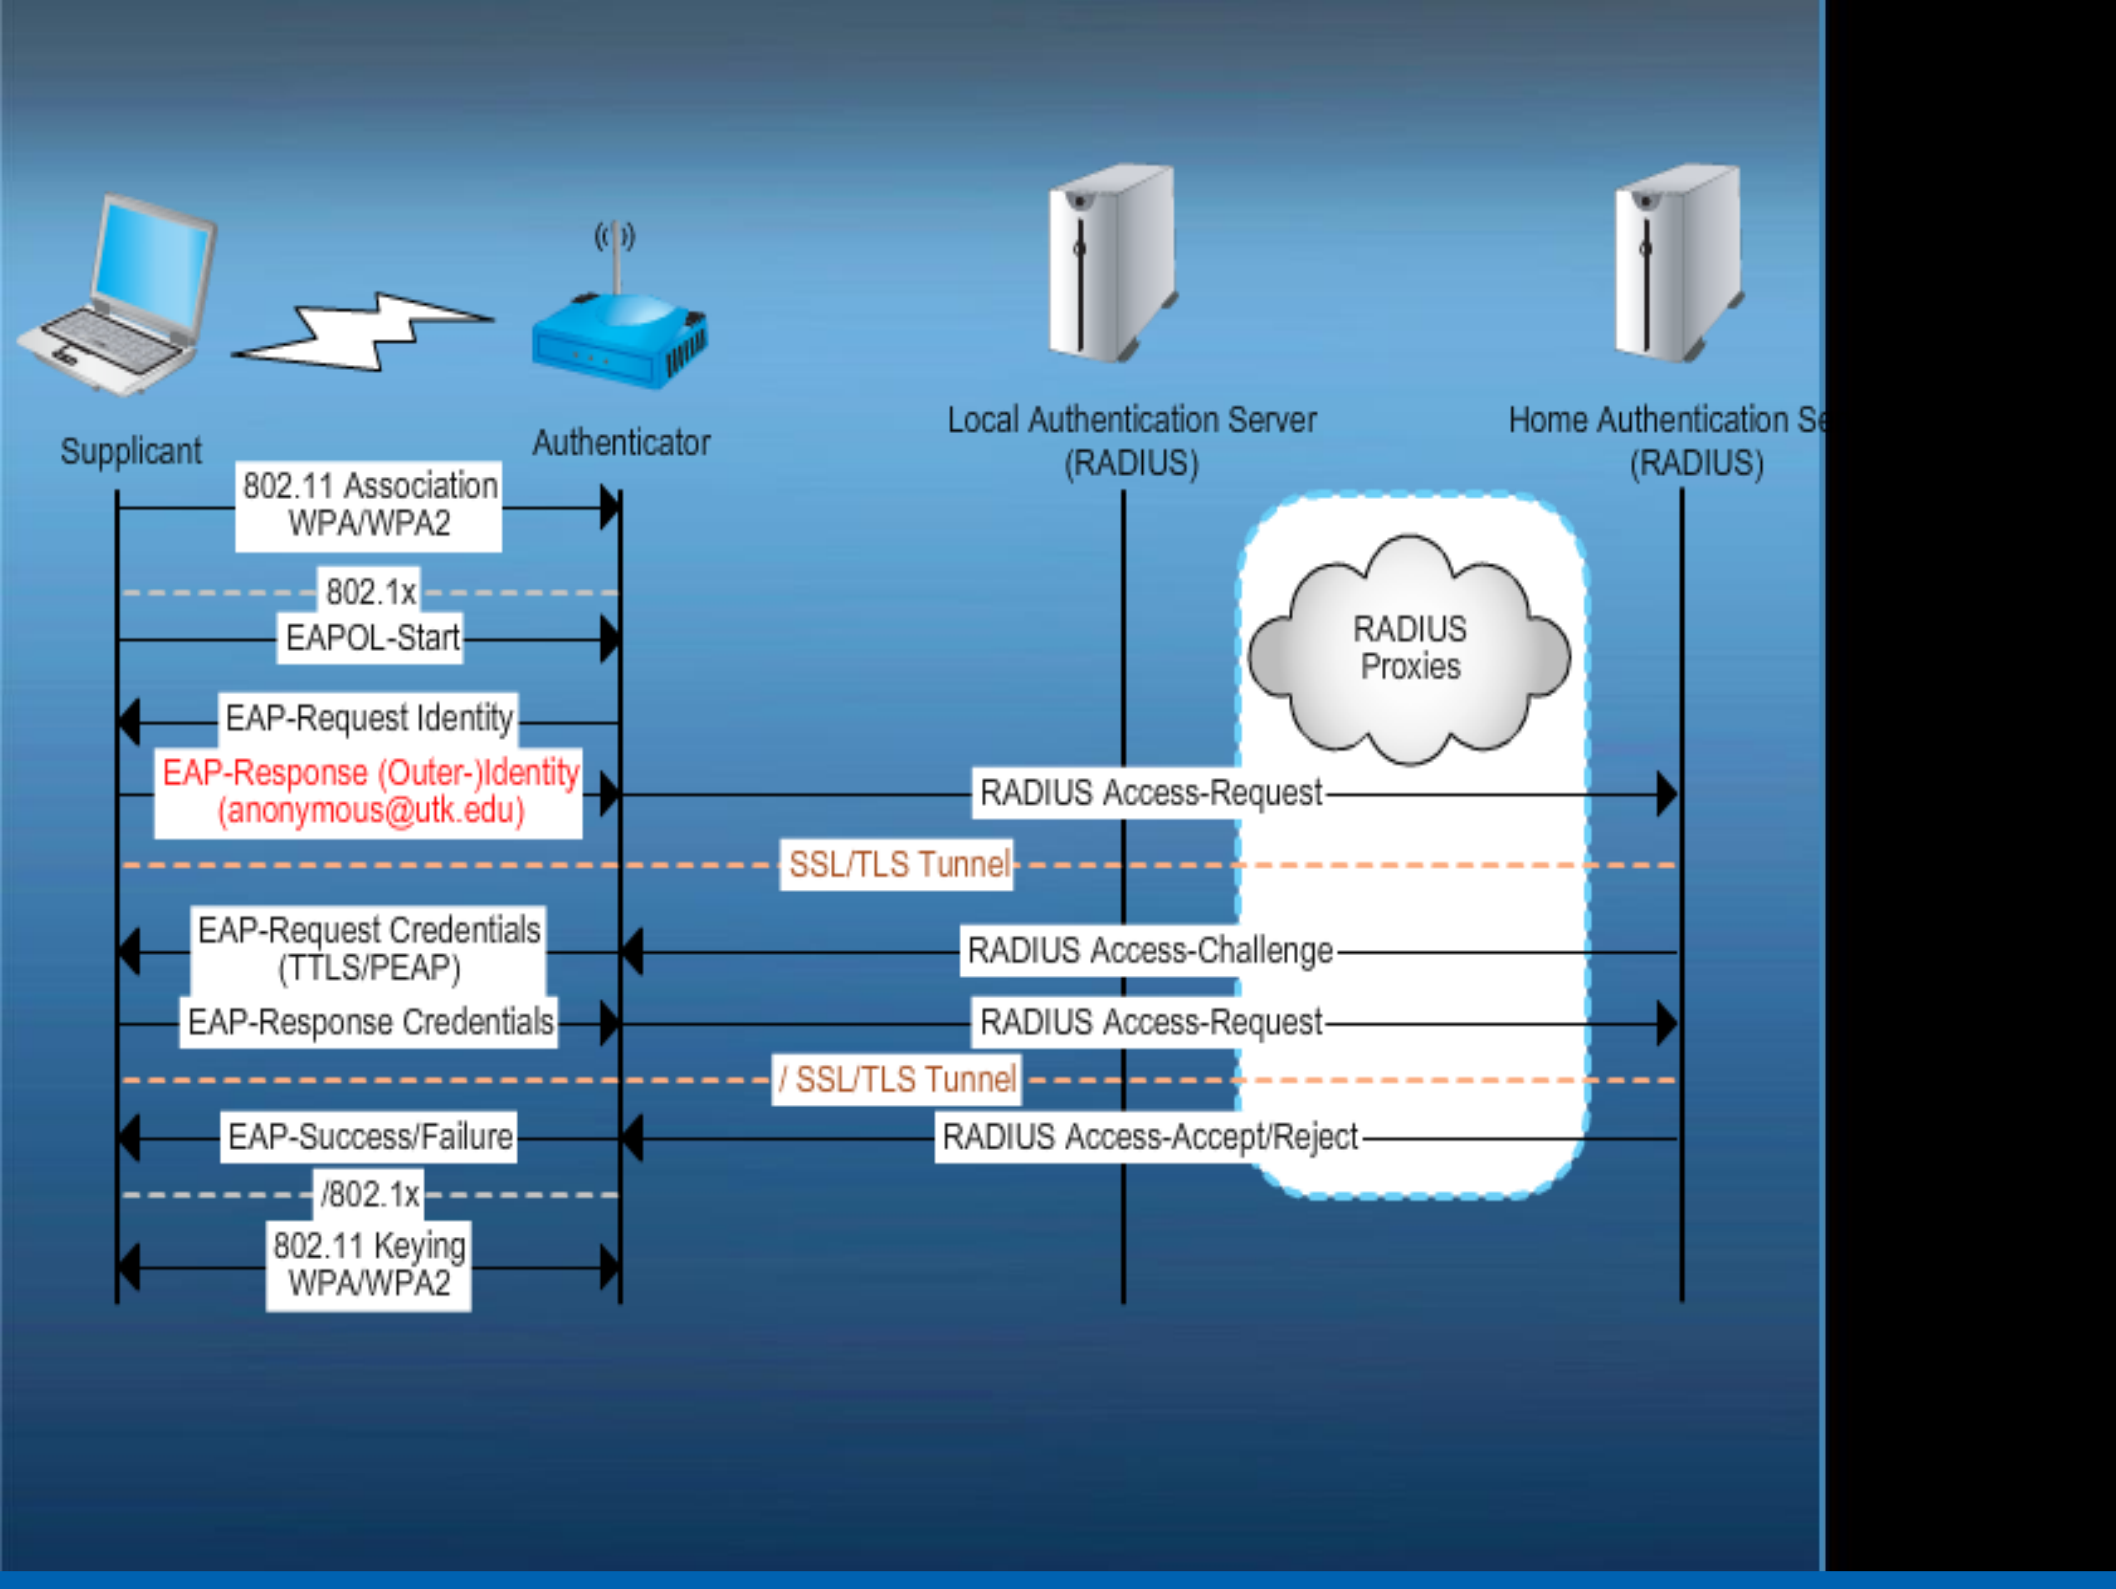 Supplicant
Authenticator
Local Authentication Server
(RADIUS)
Home Authentication Se
(RADIUS)
802.11 Association
WPA/WPA2
802.1x
EAPOL-Start
RADIUS
Proxies
EAP-Request Identity
EAP-Response (Outer-)Identity
(anonymous@utk.edu)
RADIUS Access-Request
SSL/TLS Tunnel
EAP-Request Credentials
(TTLS/PEAP)
RADIUS Access-Challenge
EAP-Response Credentials
RADIUS Access-Request
/ SSL/TLS Tunnel
EAP-Success/Failure
RADIUS Access-Accept/Reject
/802.1x
802.11 Keying
WPA/WPA2